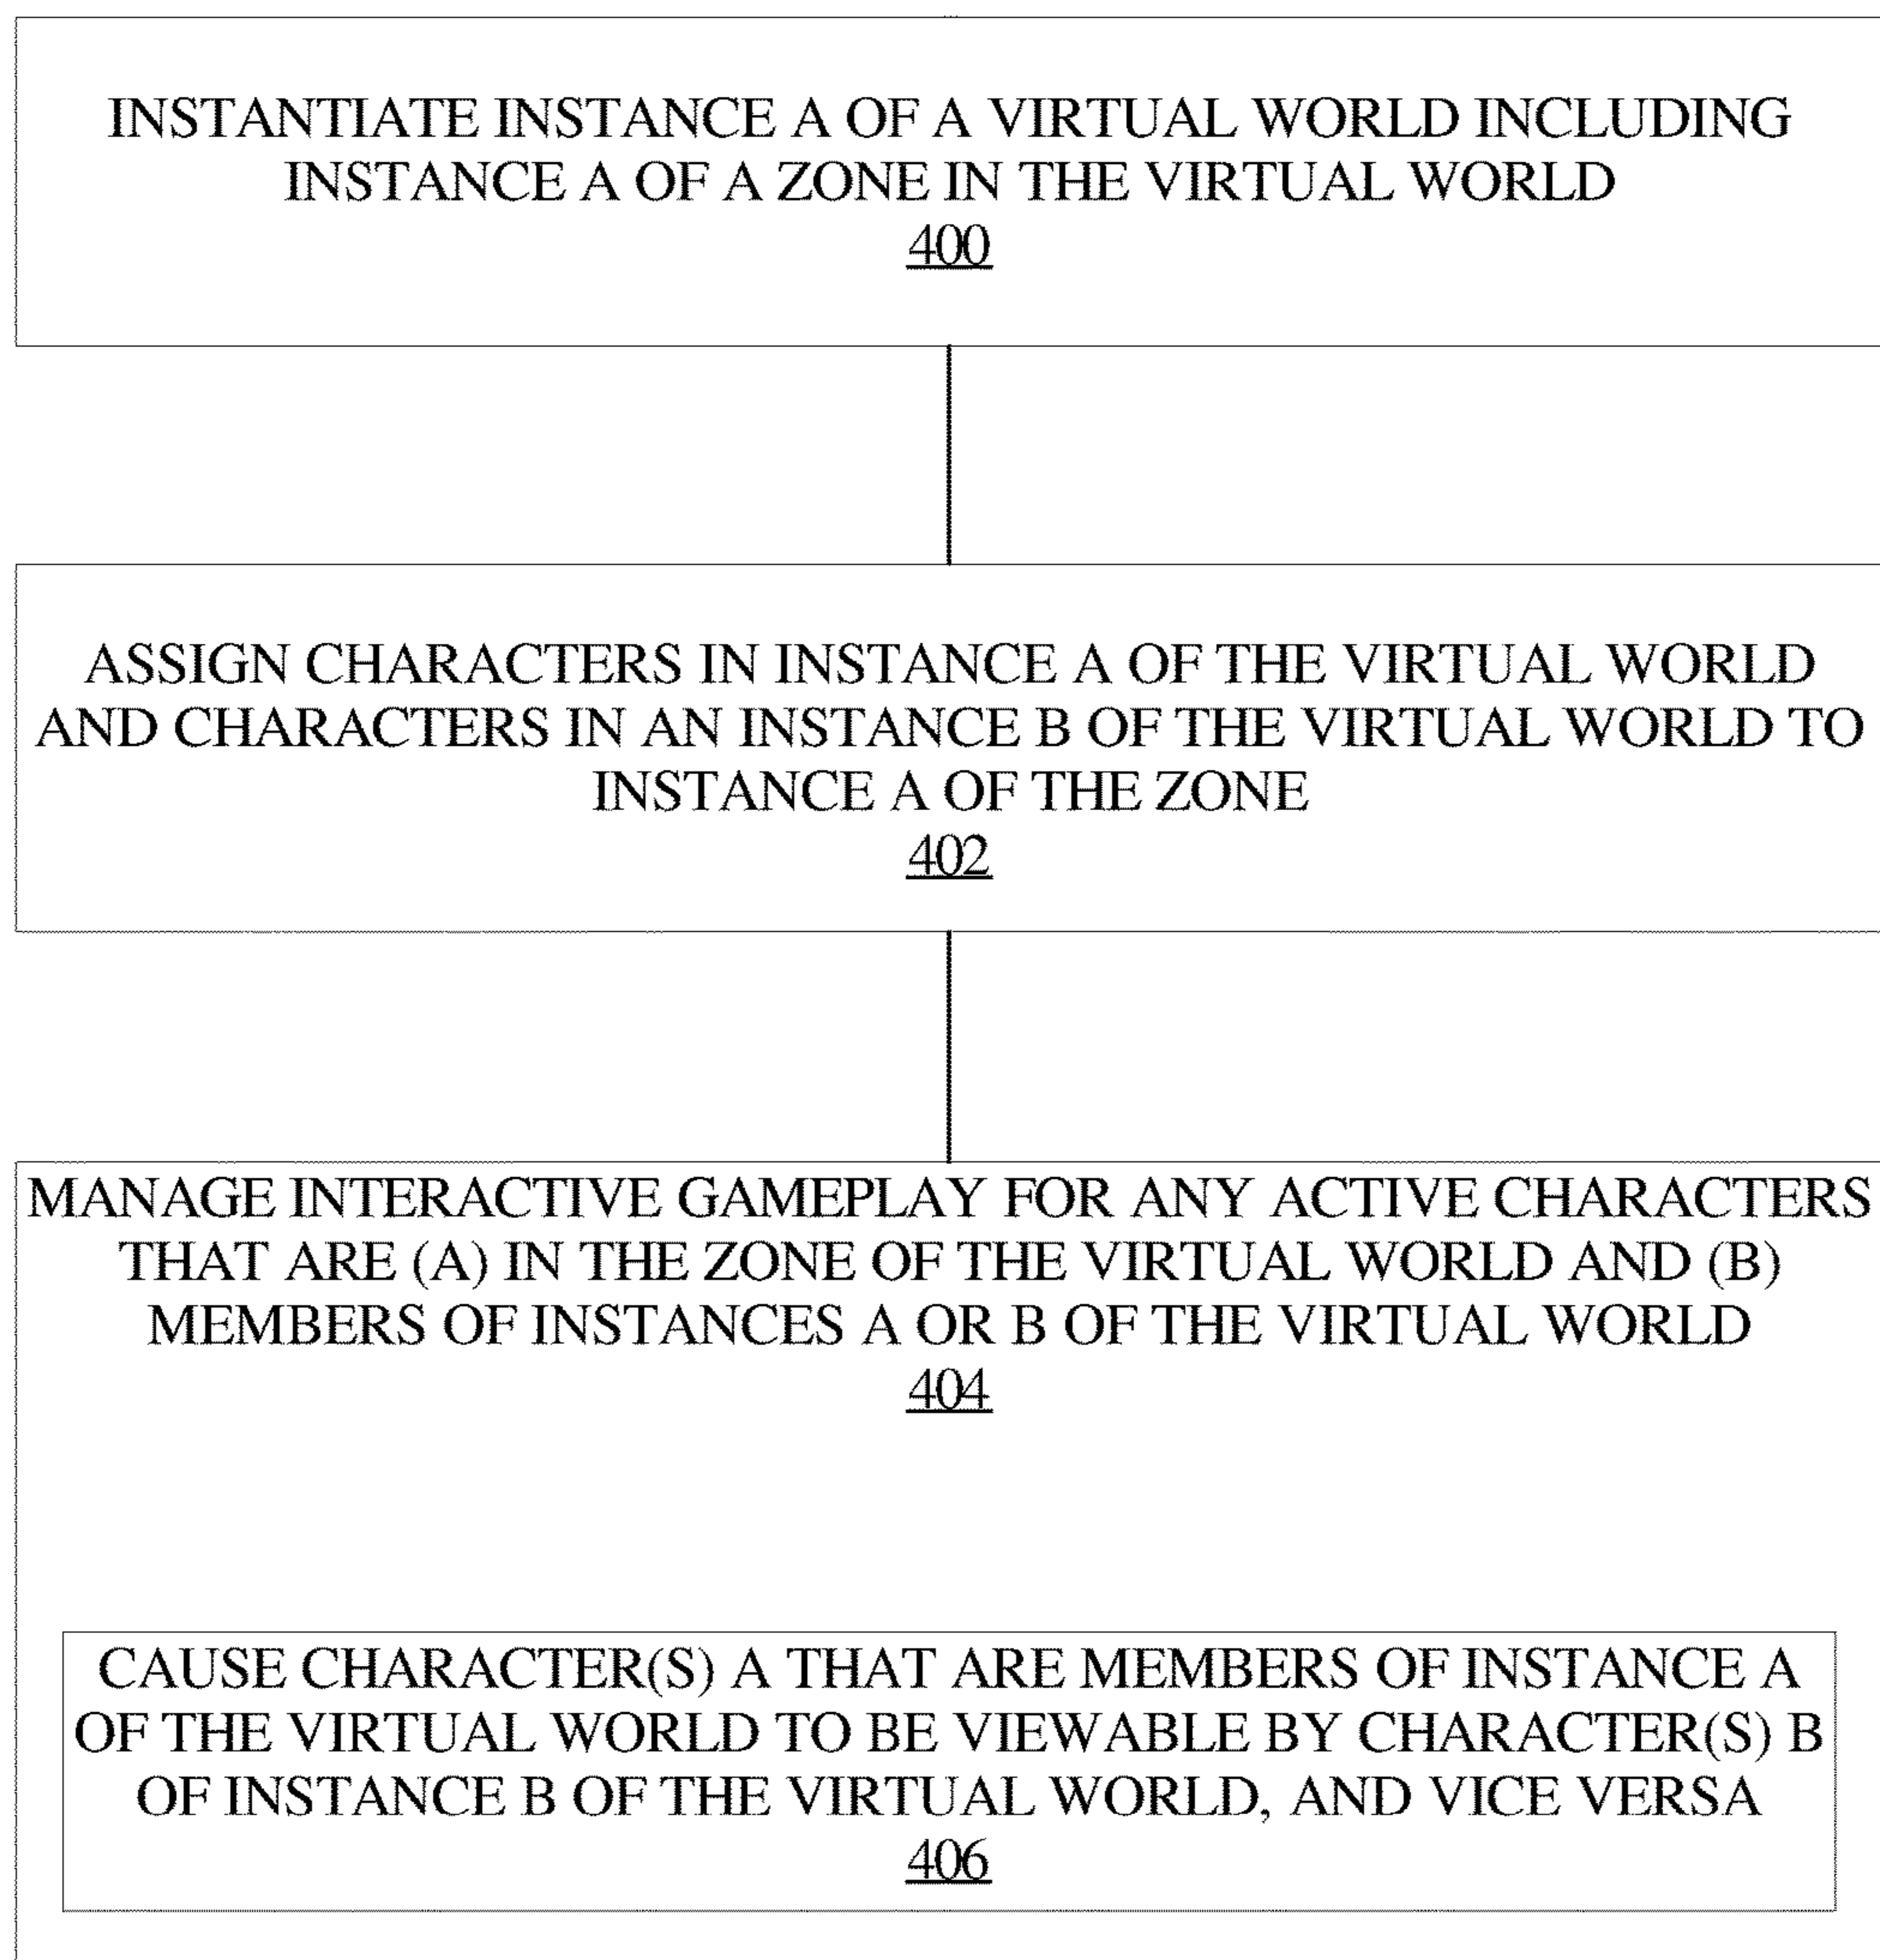 INSTANTIATE INSTANCE A OF A VIRTUAL WORLD INCLUDING
INSTANCE A OF A ZONE IN THE VIRTUAL WORLD
400
ASSIGN CHARACTERS IN INSTANCE A OF THE VIRTUAL WORLD
AND CHARACTERS IN AN INSTANCE B OF THE VIRTUAL WORLD TO
INSTANCE A OF THE ZONE
402
MANAGE INTERACTIVE GAMEPLAY FOR ANY ACTIVE CHARACTERS
THAT ARE (A) IN THE ZONE OF THE VIRTUAL WORLD AND (B)
MEMBERS OF INSTANCES A OR B OF THE VIRTUAL WORLD
404
CAUSE CHARACTER(S) A THAT ARE MEMBERS OF INSTANCE A
OF THE VIRTUAL WORLD TO BE VIEWABLE BY CHARACTER(S) B
OF INSTANCE B OF THE VIRTUAL WORLD, AND VICE VERSA
406